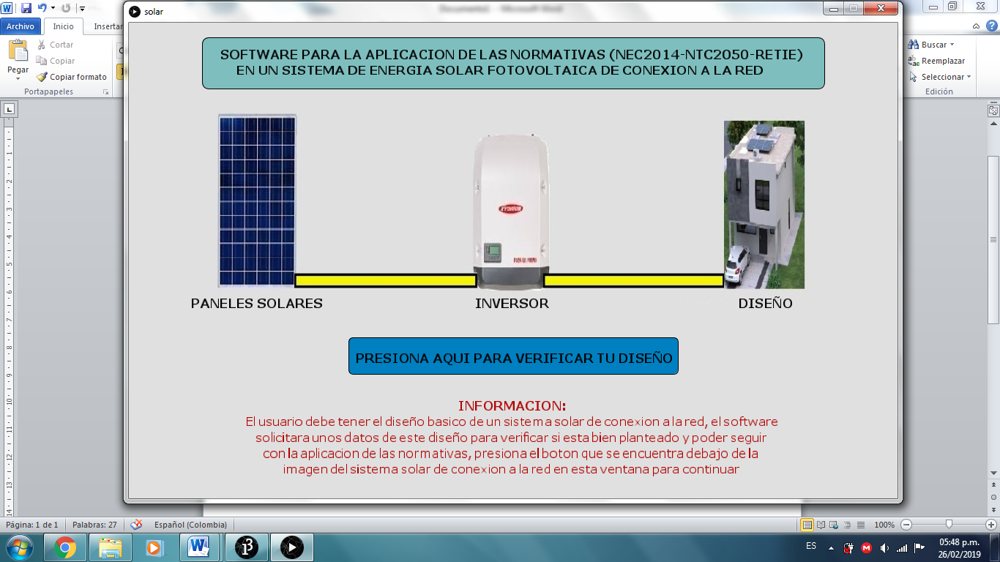 Documento1 - Microsoft Word
solar
Archivo
Inicio
Insertar
Cortar
Copiar
Copiar formato
Pegar
Portapapeles
Buscar
Reemplazar
Seleccionar
Edición
SOFTWARE PARA LA APLICACION DE LAS NORMATIVAS (NEC2014-NTC2050-RETIE)
EN UN SISTEMA DE ENERGIA SOLAR FOTOVOLTAICA DE CONEXION A LA RED
PANELES SOLARES
INVERSOR
DISEÑO
PRESIONA AQUI PARA VERIFICAR TU DISEÑO
INFORMACION:
El usuario debe tener el diseño basico de un sistema solar de conexion a la red, el software
solicitara unos datos de este diseño para verificar si esta bien planteado y poder seguir
con la aplicacion de las normativas, presiona el boton que se encuentra debajo de la
imagen del sistema solar de conexion a la red en esta ventana para continuar
Página: 1 de 1
Palabras: 27
Español (Colombia)
100%
ES
05:48 p.m.
26/02/2019